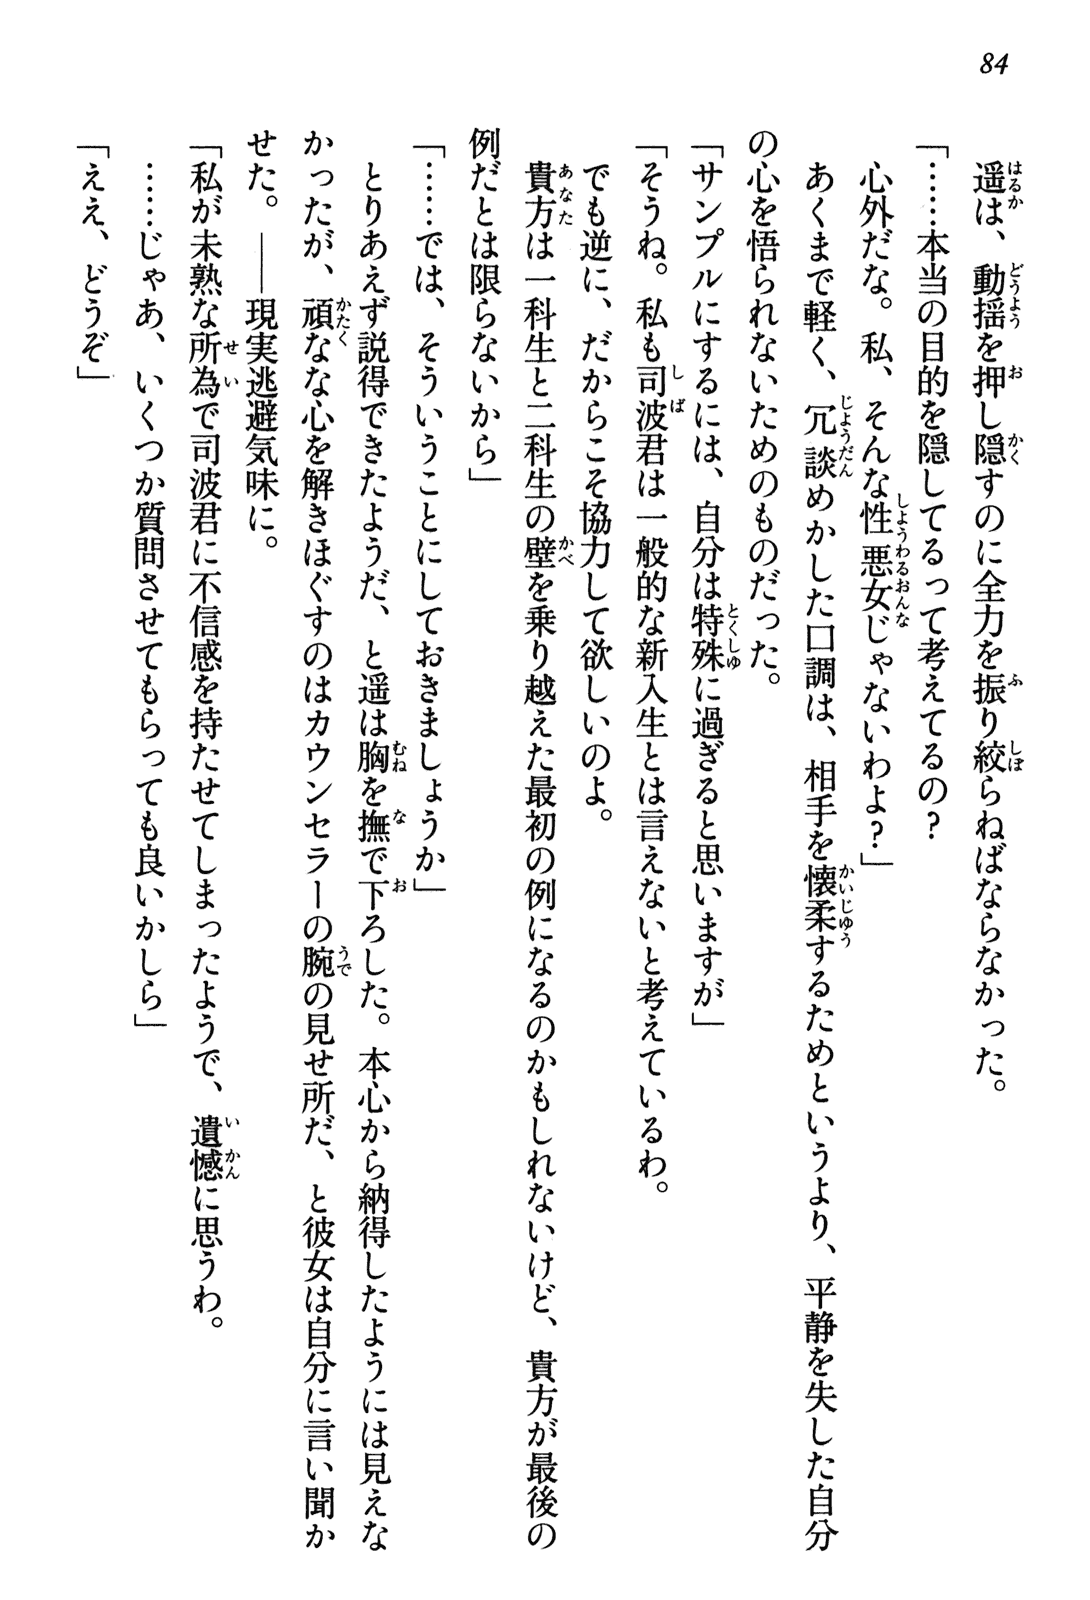 84
遥は、動揺を押し隠すのに全力を振り絞らねばならなかった。
「……本当の目的を隠してるって考えてるの？
心外だな。私、そんな性悪女じゃないわよ？」
あくまで軽く、冗談めかした口調は、相手を懐柔するためというより、平静を失した自分
の心を悟られないためのものだった。
「サンプルにするには、自分は特殊に過ぎると思いますが」
「そうね。私も司波君は一般的な新入生とは言えないと考えているわ。
でも逆に、だからこそ協力して欲しいのよ。
貴方は一科生と二科生の壁を乗り越えた最初の例になるのかもしれないけど、貴方が最後の
例だとは限らないから」
「……では、そういうことにしておきましょうか」
とりあえず説得できたようだ、と遥は胸を撫で下ろした。本心から納得したようには見えな
かったが、頑なな心を解きほぐすのはカウンセラーの腕の見せ所だ、と彼女は自分に言い聞か
せた。――現実逃避気味に。
「私が未熟な所為で司波君に不信感を持たせてしまったようで、遺憾に思うわ。
……じゃあ、いくつか質問させてもらっても良いかしら」
「ええ、どうぞ」